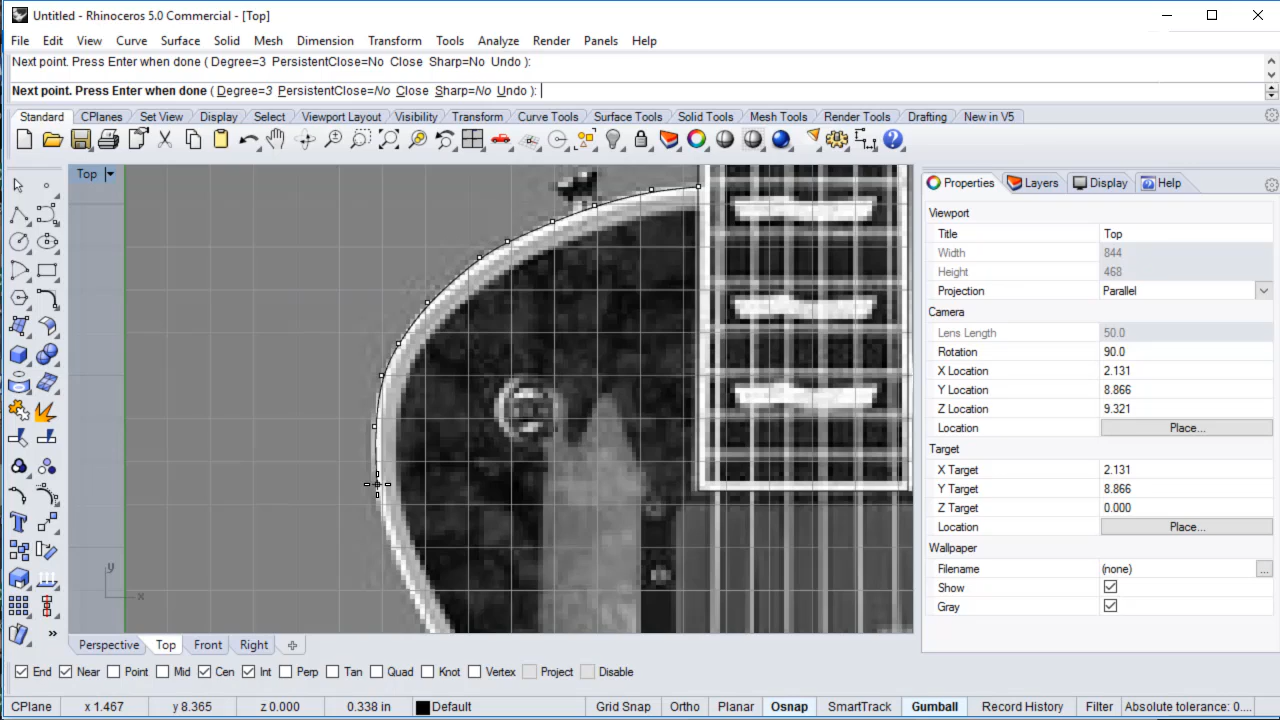 Untitled - Rhinoceros 5.0 Commercial - [Top]
File Edit View Curve Surface Solid Mesh Dimension Transform Tools Analyze Render Panels Help
Next point. Press Enter when done ( Degree=3 PersistentClose=No Close Sharp=No Undo ):
Next point. Press Enter when done ( Degree=3 PersistentClose=No Close Sharp=No Undo ):
Standard CPlanes Set View Display Select Viewport Layout Visibility Transform Curve Tools Surface Tools Solid Tools Mesh Tools Render Tools Drafting New in V5
Top
Properties Layers Display Help
Viewport
Title Top
Width 844
Height 468
Projection Parallel
Camera
Lens Length 50.0
Rotation 90.0
X Location 2.131
Y Location 8.866
Z Location 9.321
Location Place...
Target
X Target 2.131
Y Target 8.866
Z Target 0.000
Location Place...
Wallpaper
Filename (none) ...
Show
Gray
y
x
Perspective Top Front Right
End Near Point Mid Cen Int Perp Tan Quad Knot Vertex Project Disable
CPlane x 1.467 y 8.365 z 0.000 0.338 in Default Grid Snap Ortho Planar Osnap SmartTrack Gumball Record History Filter Absolute tolerance: 0....